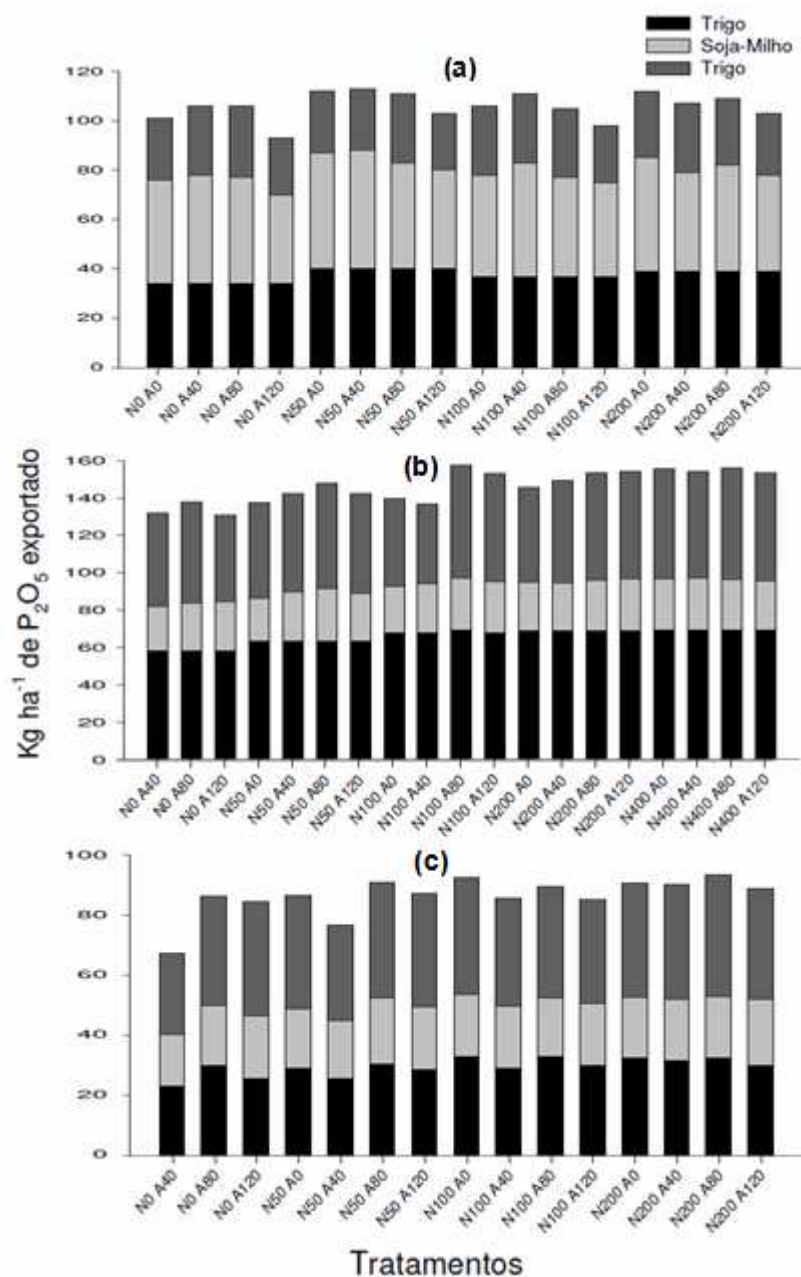 Trigo
Soja-Milho
Trigo
(a)
120
100
80
60
40
20
0
N0 A0
N0 A40
N0 A80
N0 A120
N50 A0
N50 A40
N50 A80
N50 A120
N100 A0
N100 A40
N100 A80
N100 A120
N200 A0
N200 A40
N200 A80
N200 A120
Kg ha⁻¹ de P₂O₅ exportado
(b)
160
140
120
100
80
60
40
20
0
N0 A40
N0 A80
N0 A120
N50 A0
N50 A40
N50 A80
N50 A120
N100 A0
N100 A40
N100 A80
N100 A120
N200 A0
N200 A40
N200 A80
N200 A120
N400 A0
N400 A40
N400 A80
N400 A120
(c)
100
80
60
40
20
0
N0 A40
N0 A80
N0 A120
N50 A0
N50 A40
N50 A80
N50 A120
N100 A0
N100 A40
N100 A80
N100 A120
N200 A0
N200 A40
N200 A80
N200 A120
Tratamentos